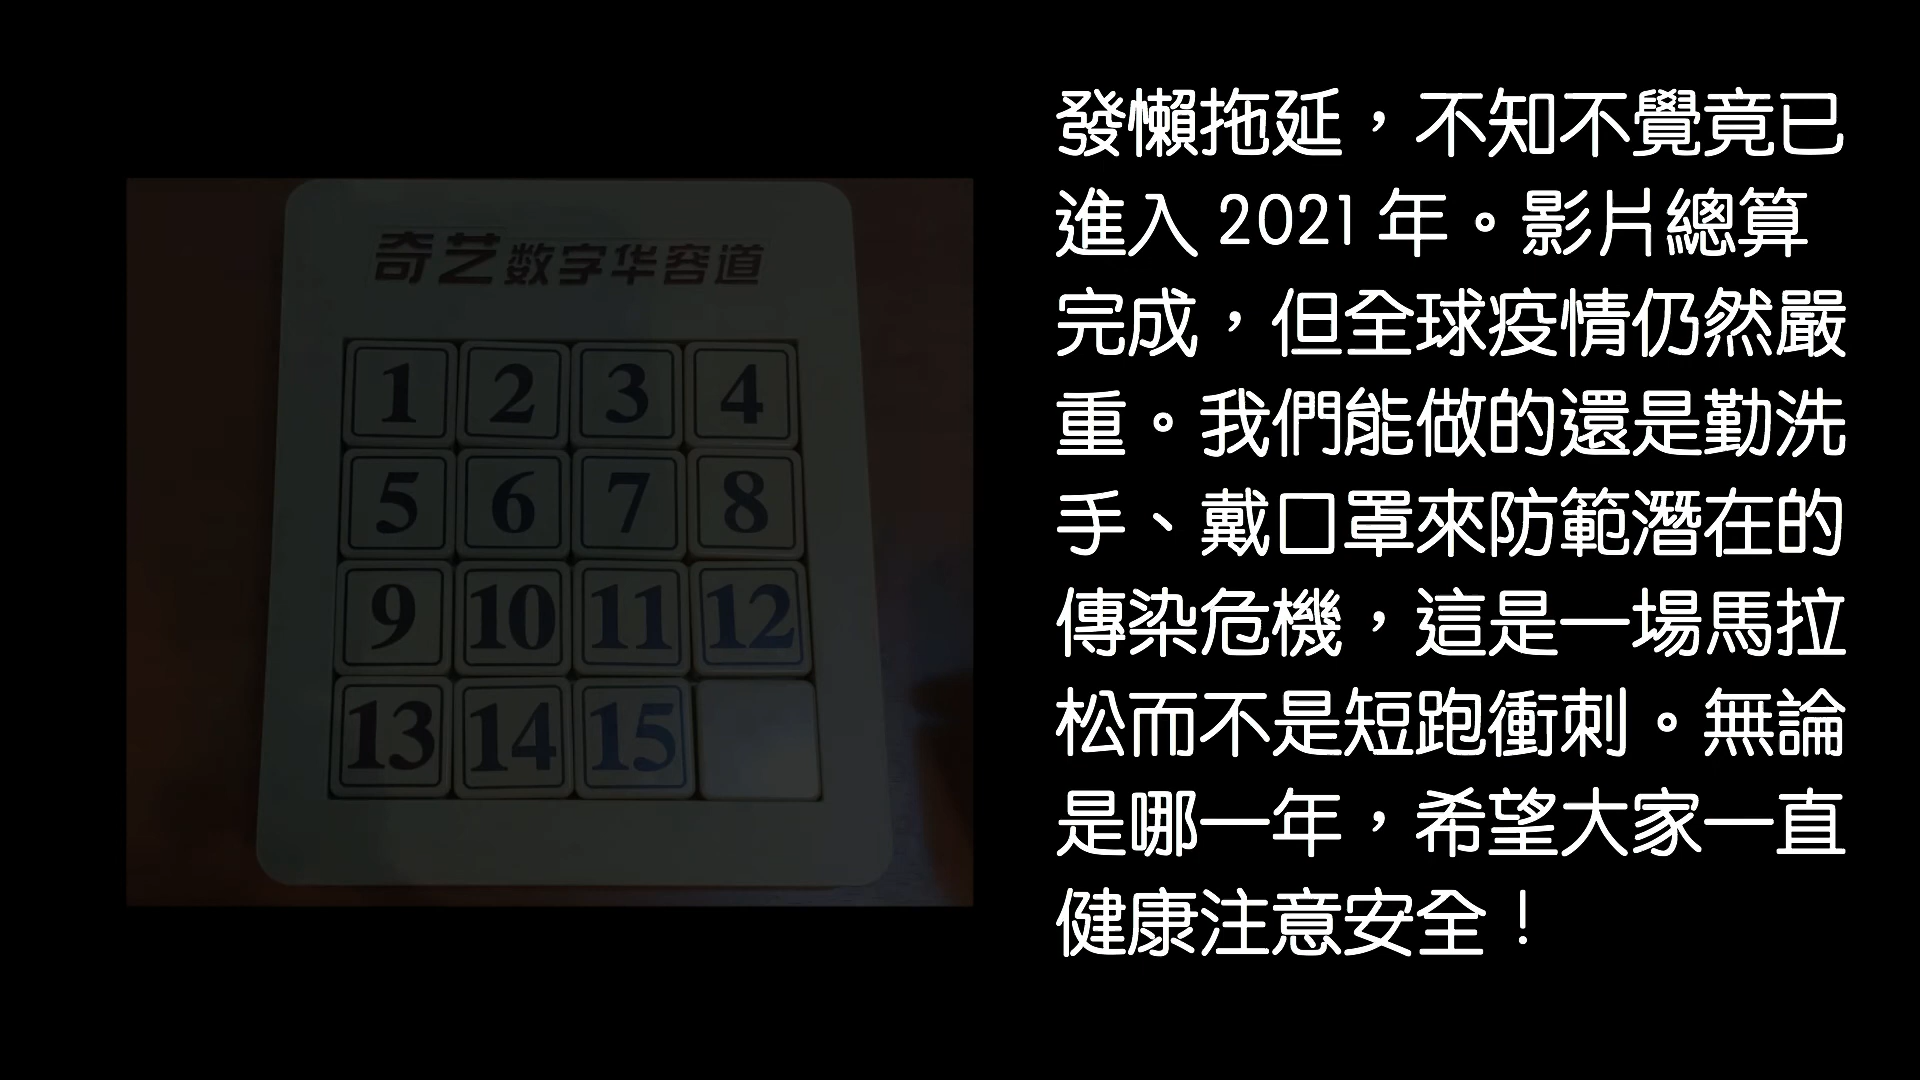 奇艺数字华容道
1 2 3 4
5 6 7 8
9 10 11 12
13 14 15
發懶拖延，不知不覺竟已
進入 2021 年。影片總算
完成，但全球疫情仍然嚴
重。我們能做的還是勤洗
手、戴口罩來防範潛在的
傳染危機，這是一場馬拉
松而不是短跑衝刺。無論
是哪一年，希望大家一直
健康注意安全！